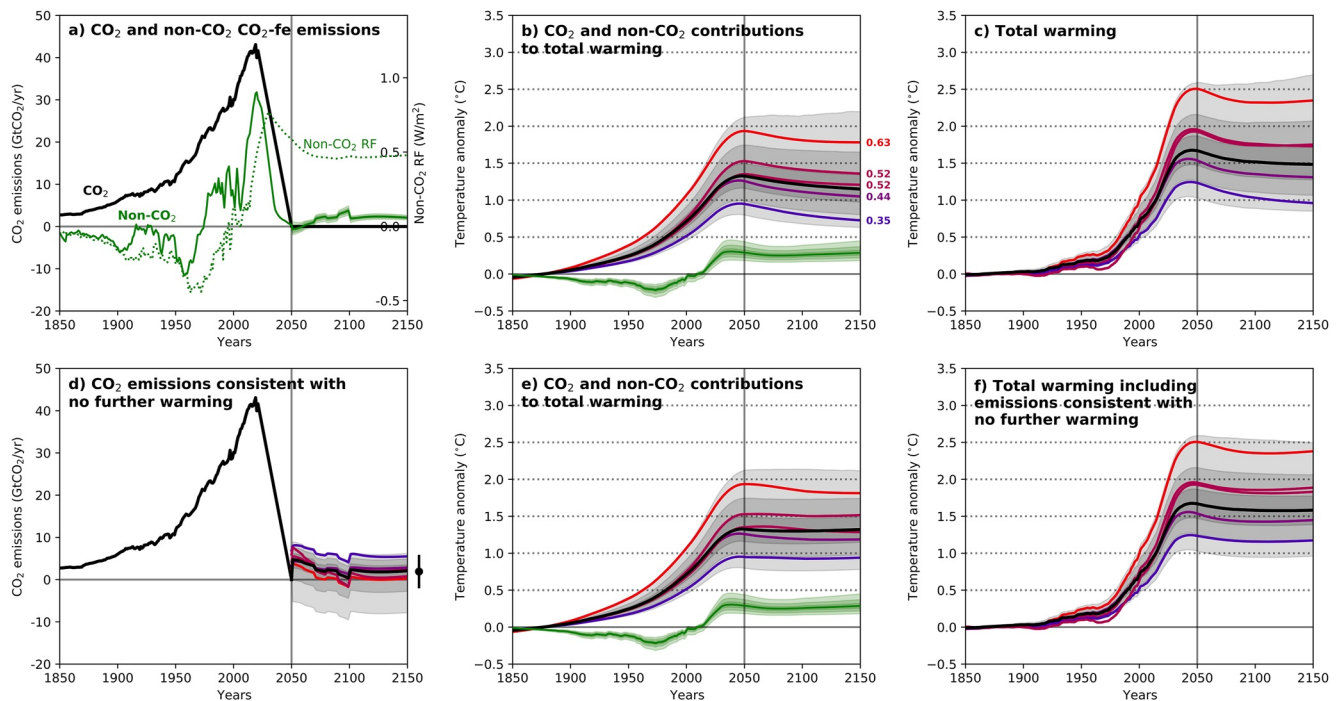 a) CO₂ and non-CO₂ CO₂-fe emissions
CO₂ emissions (GtCO₂/yr)
50
40
30
20
10
0
-10
-20
1.0
0.5
0.0
-0.5
Non-CO₂ RF (W/m²)
CO₂
Non-CO₂
Non-CO₂ RF
1850 1900 1950 2000 2050 2100 2150
Years
b) CO₂ and non-CO₂ contributions
to total warming
Temperature anomaly (°C)
3.5
3.0
2.5
2.0
1.5
1.0
0.5
0.0
−0.5
0.63
0.52
0.52
0.44
0.35
1850 1900 1950 2000 2050 2100 2150
Years
c) Total warming
Temperature anomaly (°C)
3.5
3.0
2.5
2.0
1.5
1.0
0.5
0.0
−0.5
1850 1900 1950 2000 2050 2100 2150
Years
d) CO₂ emissions consistent with
no further warming
CO₂ emissions (GtCO₂/yr)
50
40
30
20
10
0
-10
-20
1850 1900 1950 2000 2050 2100 2150
Years
e) CO₂ and non-CO₂ contributions
to total warming
Temperature anomaly (°C)
3.5
3.0
2.5
2.0
1.5
1.0
0.5
0.0
−0.5
1850 1900 1950 2000 2050 2100 2150
Years
f) Total warming including
emissions consistent with
no further warming
Temperature anomaly (°C)
3.5
3.0
2.5
2.0
1.5
1.0
0.5
0.0
−0.5
1850 1900 1950 2000 2050 2100 2150
Years